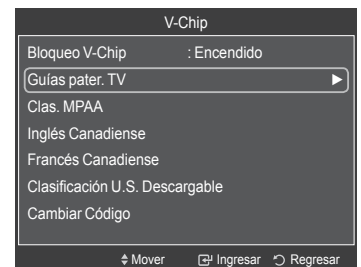 V-Chip
Bloqueo V-Chip : Encendido
Guías pater. TV
Clas. MPAA
Inglés Canadiense
Francés Canadiense
Clasificación U.S. Descargable
Cambiar Código
Mover Ingresar Regresar